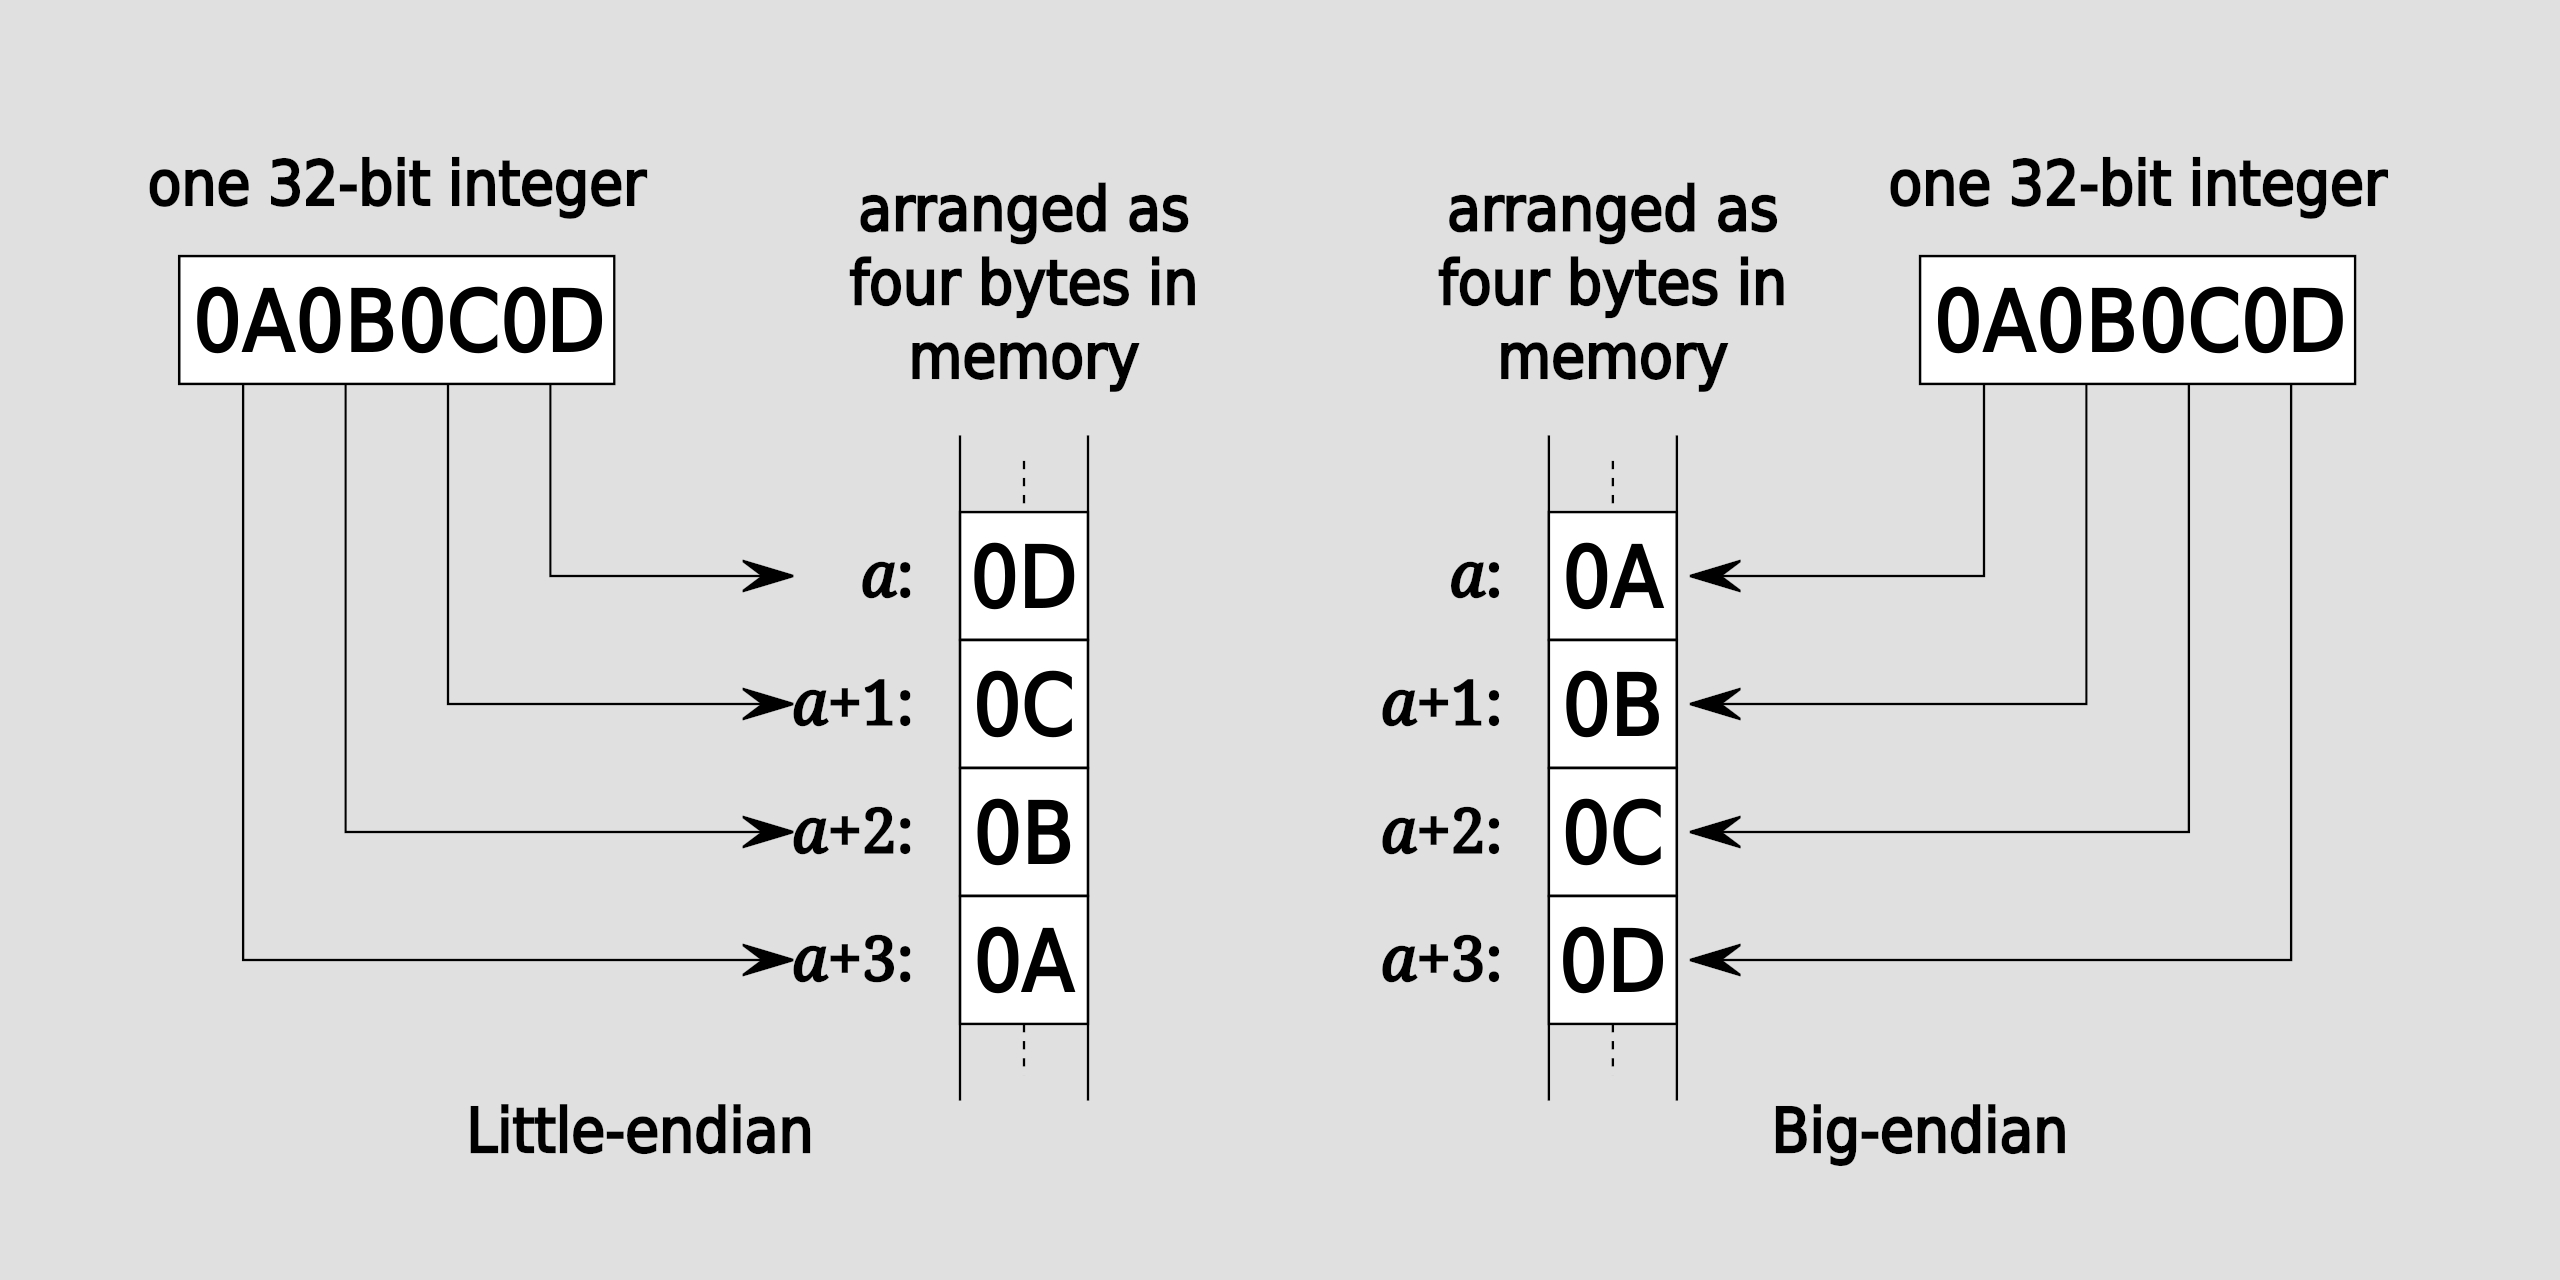 one 32-bit integer
0A0B0C0D
arranged as
four bytes in
memory
a: 0D
a+1: 0C
a+2: 0B
a+3: 0A
Little-endian
arranged as
four bytes in
memory
one 32-bit integer
0A0B0C0D
a: 0A
a+1: 0B
a+2: 0C
a+3: 0D
Big-endian